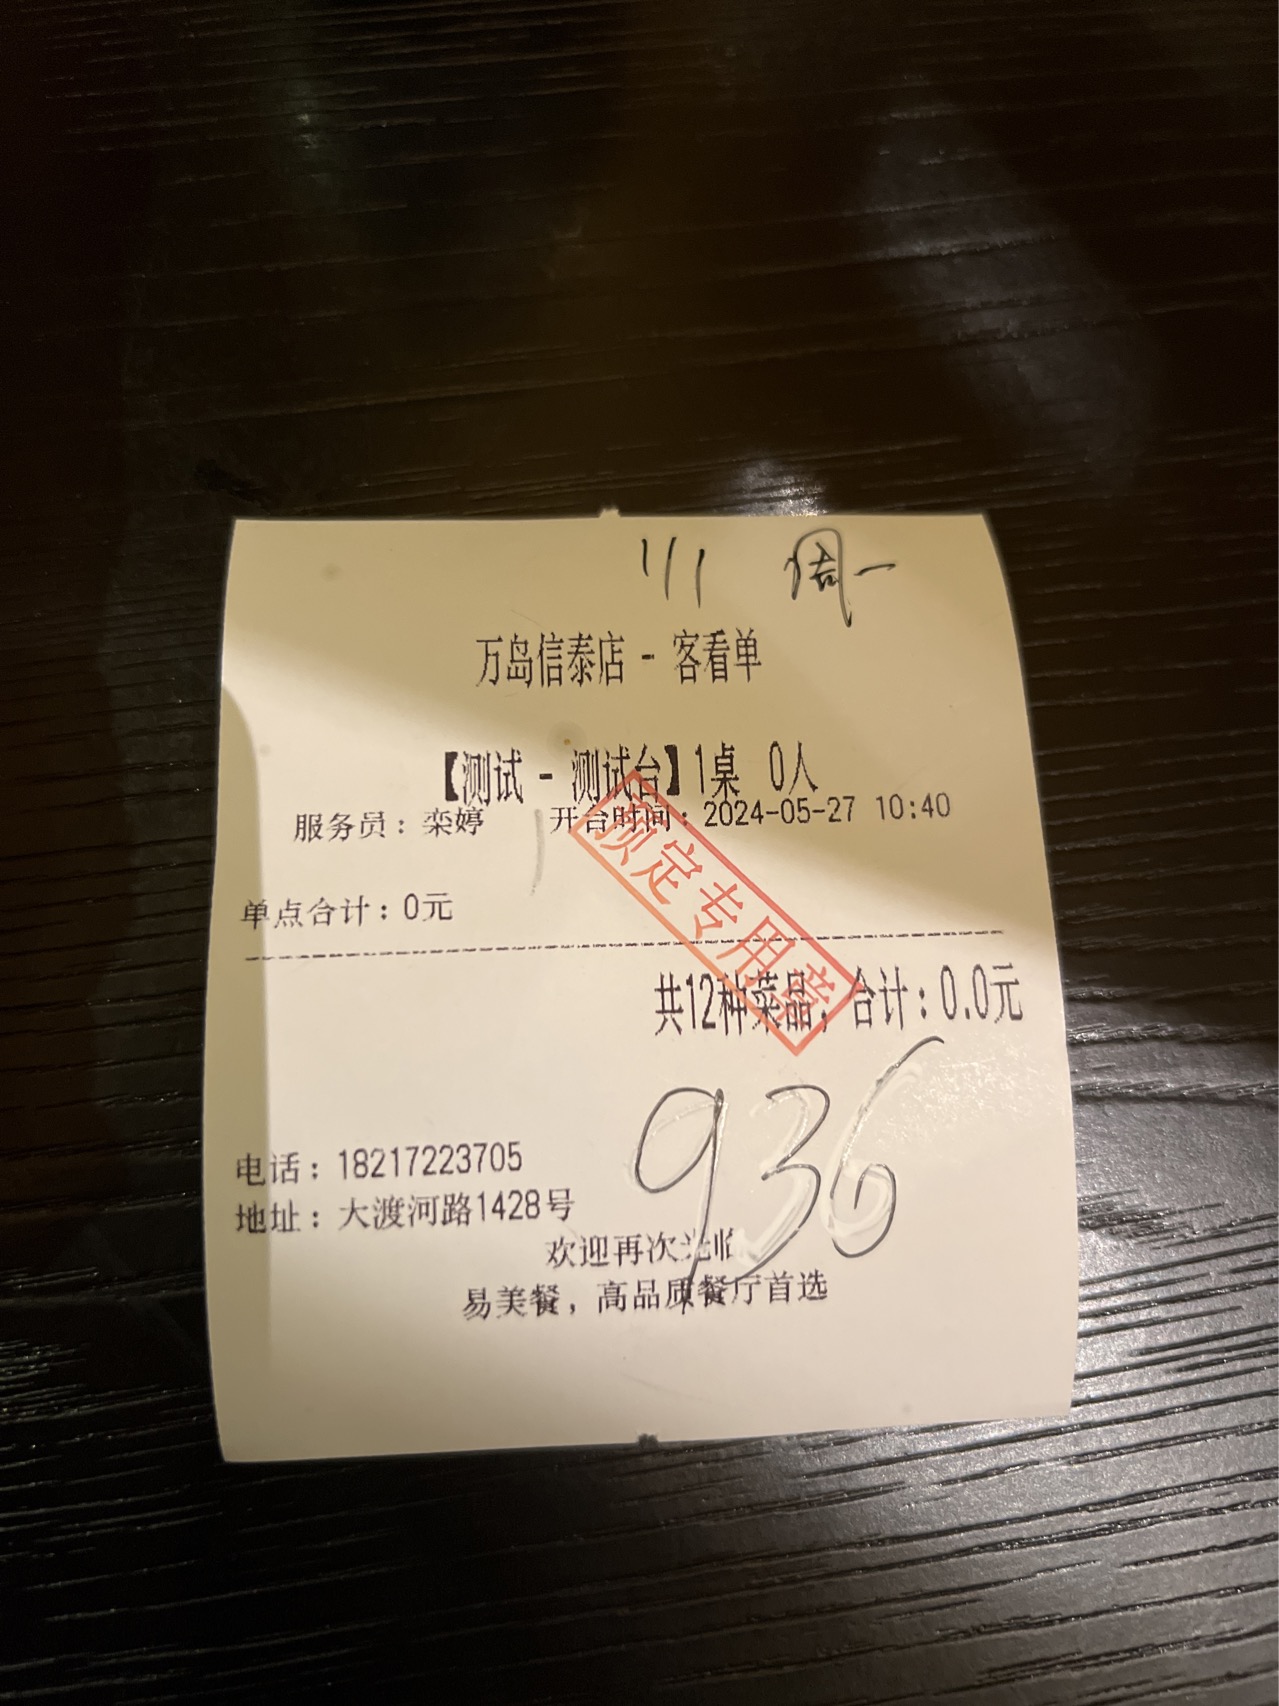 111 周一
万岛信泰店 - 客看单
【测试 - 测试台】1桌 0人
服务员：栾婷 开台时间：2024-05-27 10:40
预定专用章
单点合计：0元
共12种菜品，合计：0.0元
936
电话：18217223705
地址：大渡河路1428号
欢迎再次光临
易美餐，高品质餐厅首选